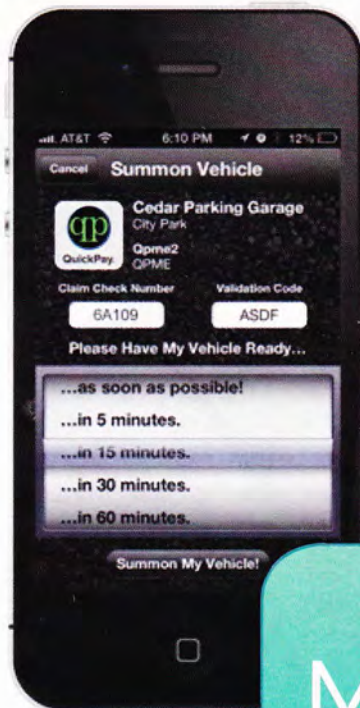 AT&T 6:10 PM 12%
Cancel Summon Vehicle
qp
QuickPay.
Cedar Parking Garage
City Park
Qpme2
QPME
Claim Check Number Validation Code
6A109 ASDF
Please Have My Vehicle Ready...
...as soon as possible!
...in 5 minutes.
...in 15 minutes.
...in 30 minutes.
...in 60 minutes.
Summon My Vehicle!
M